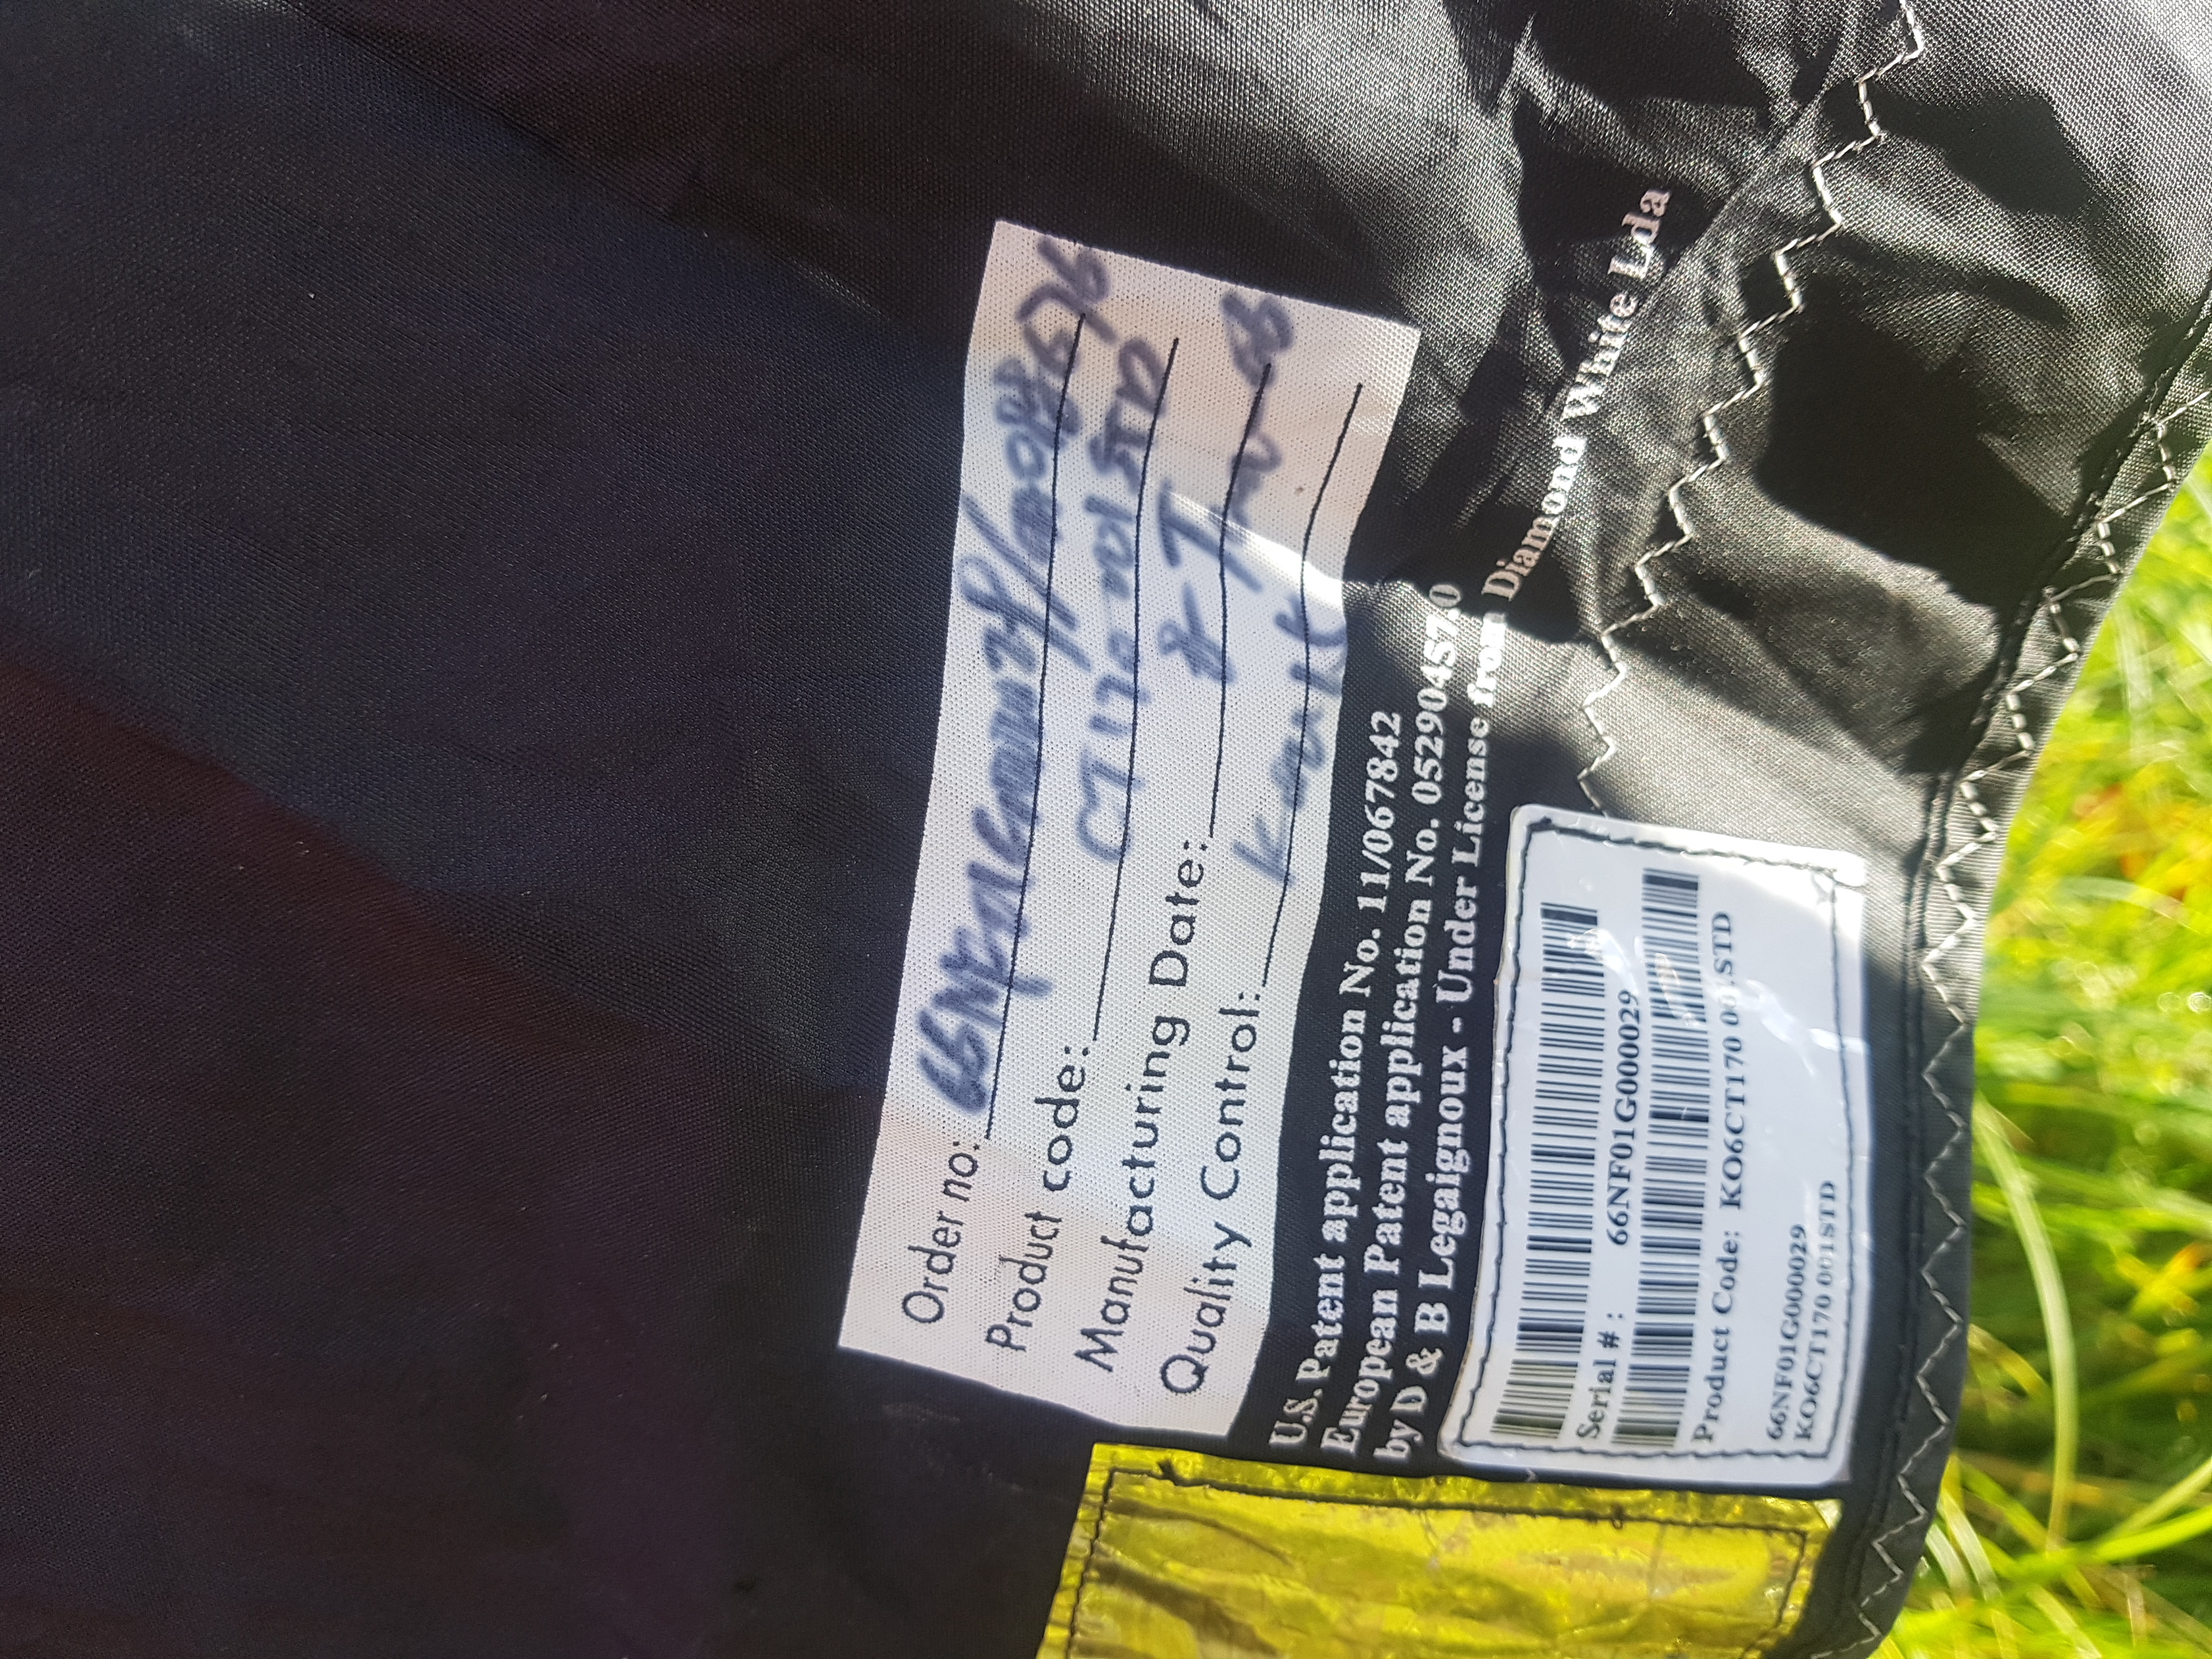 Order no:
Product code:
Manufacturing Date:
Quality Control:
U.S. Patent application No. 11/067842
European Patent application No. 05290457.0
by D & B Legaignoux - Under License from Diamond White Lda
Serial # : 66NF01G000029
Product Code: KO6CT170 001STD
66NF01G000029
KO6CT170 001STD